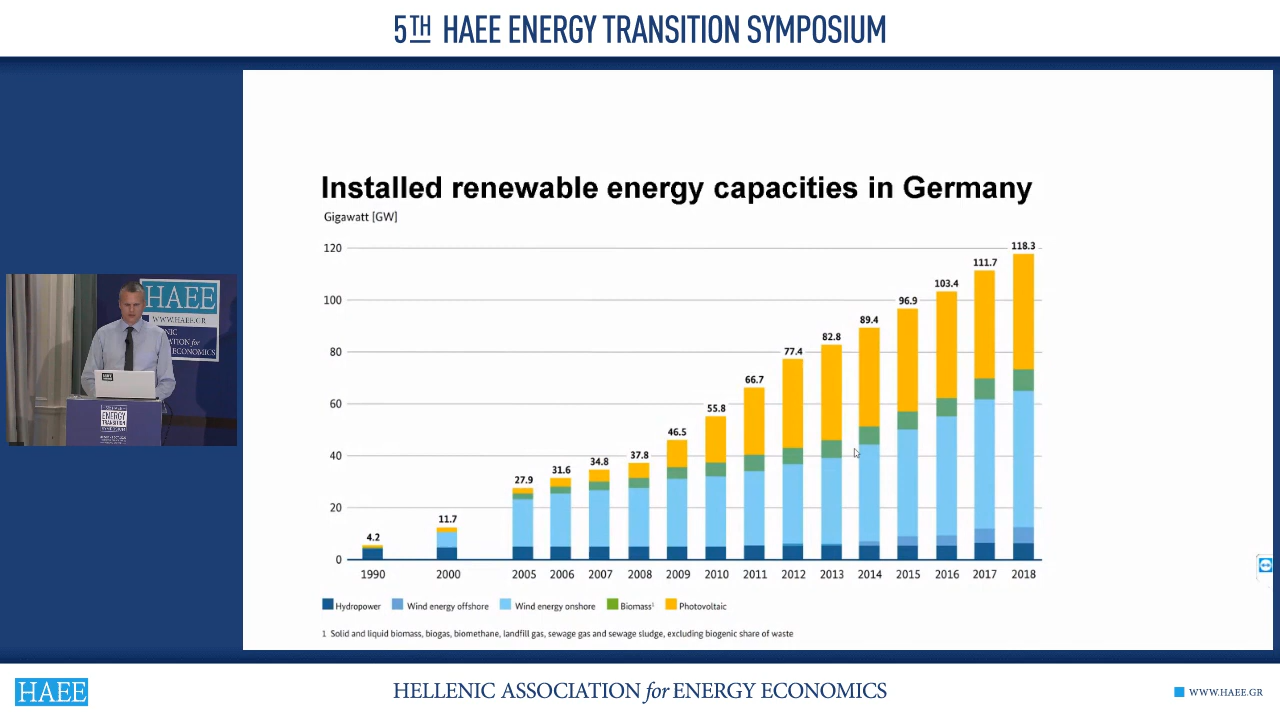 5TH HAEE ENERGY TRANSITION SYMPOSIUM
Installed renewable energy capacities in Germany
Gigawatt [GW]
120
100
80
60
40
20
0
4.2
11.7
27.9
31.6
34.8
37.8
46.5
55.8
66.7
77.4
82.8
89.4
96.9
103.4
111.7
118.3
1990 2000 2005 2006 2007 2008 2009 2010 2011 2012 2013 2014 2015 2016 2017 2018
Hydropower Wind energy offshore Wind energy onshore Biomass¹ Photovoltaic
1 Solid and liquid biomass, biogas, biomethane, landfill gas, sewage gas and sewage sludge, excluding biogenic share of waste
HAEE
WWW.HAEE.GR
ECONOMICS
ENERGY
TRANSITION
HAEE
HELLENIC ASSOCIATION for ENERGY ECONOMICS
WWW.HAEE.GR